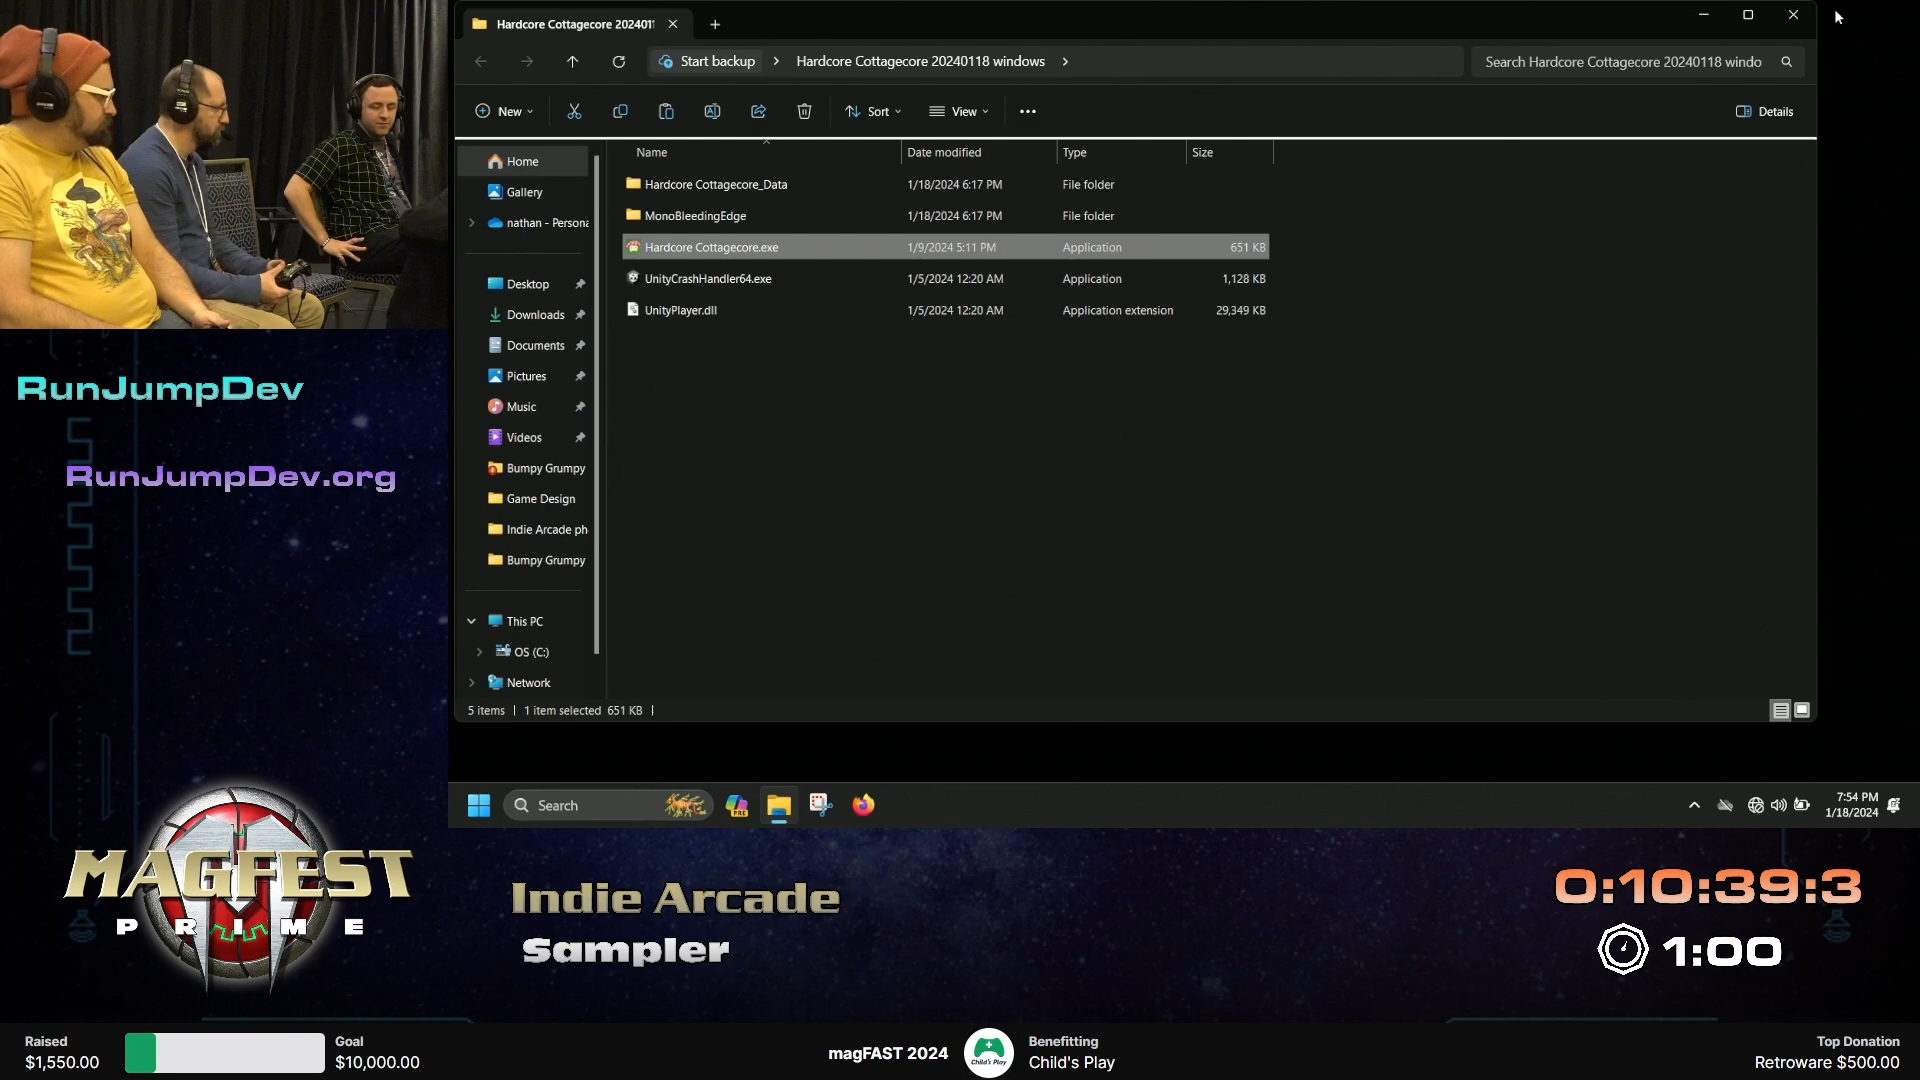 Hardcore Cottagecore 202401
Start backup
Hardcore Cottagecore 20240118 windows
Search Hardcore Cottagecore 20240118 windo
New
Sort
View
Details
Name
Date modified
Type
Size
Home
Gallery
nathan - Persona
Desktop
Downloads
Documents
Pictures
Music
Videos
Bumpy Grumpy
Game Design
Indie Arcade ph
Bumpy Grumpy
This PC
OS (C:)
Network
Hardcore Cottagecore_Data 1/18/2024 6:17 PM File folder
MonoBleedingEdge 1/18/2024 6:17 PM File folder
Hardcore Cottagecore.exe 1/9/2024 5:11 PM Application 651 KB
UnityCrashHandler64.exe 1/5/2024 12:20 AM Application 1,128 KB
UnityPlayer.dll 1/5/2024 12:20 AM Application extension 29,349 KB
5 items 1 item selected 651 KB
Search
PRE
7:54 PM
1/18/2024
RunJumpDev
RunJumpDev.org
MAGFEST
PRIME
Indie Arcade
Sampler
0:10:39:3
1:00
Raised
$1,550.00
Goal
$10,000.00
magFAST 2024
Child's Play
Benefitting
Child's Play
Top Donation
Retroware $500.00